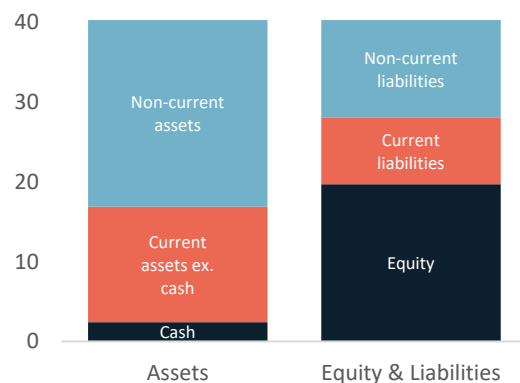 40
30
20
10
0
Non-current
assets
Current
assets ex.
cash
Cash
Non-current
liabilities
Current
liabilities
Equity
Assets
Equity & Liabilities